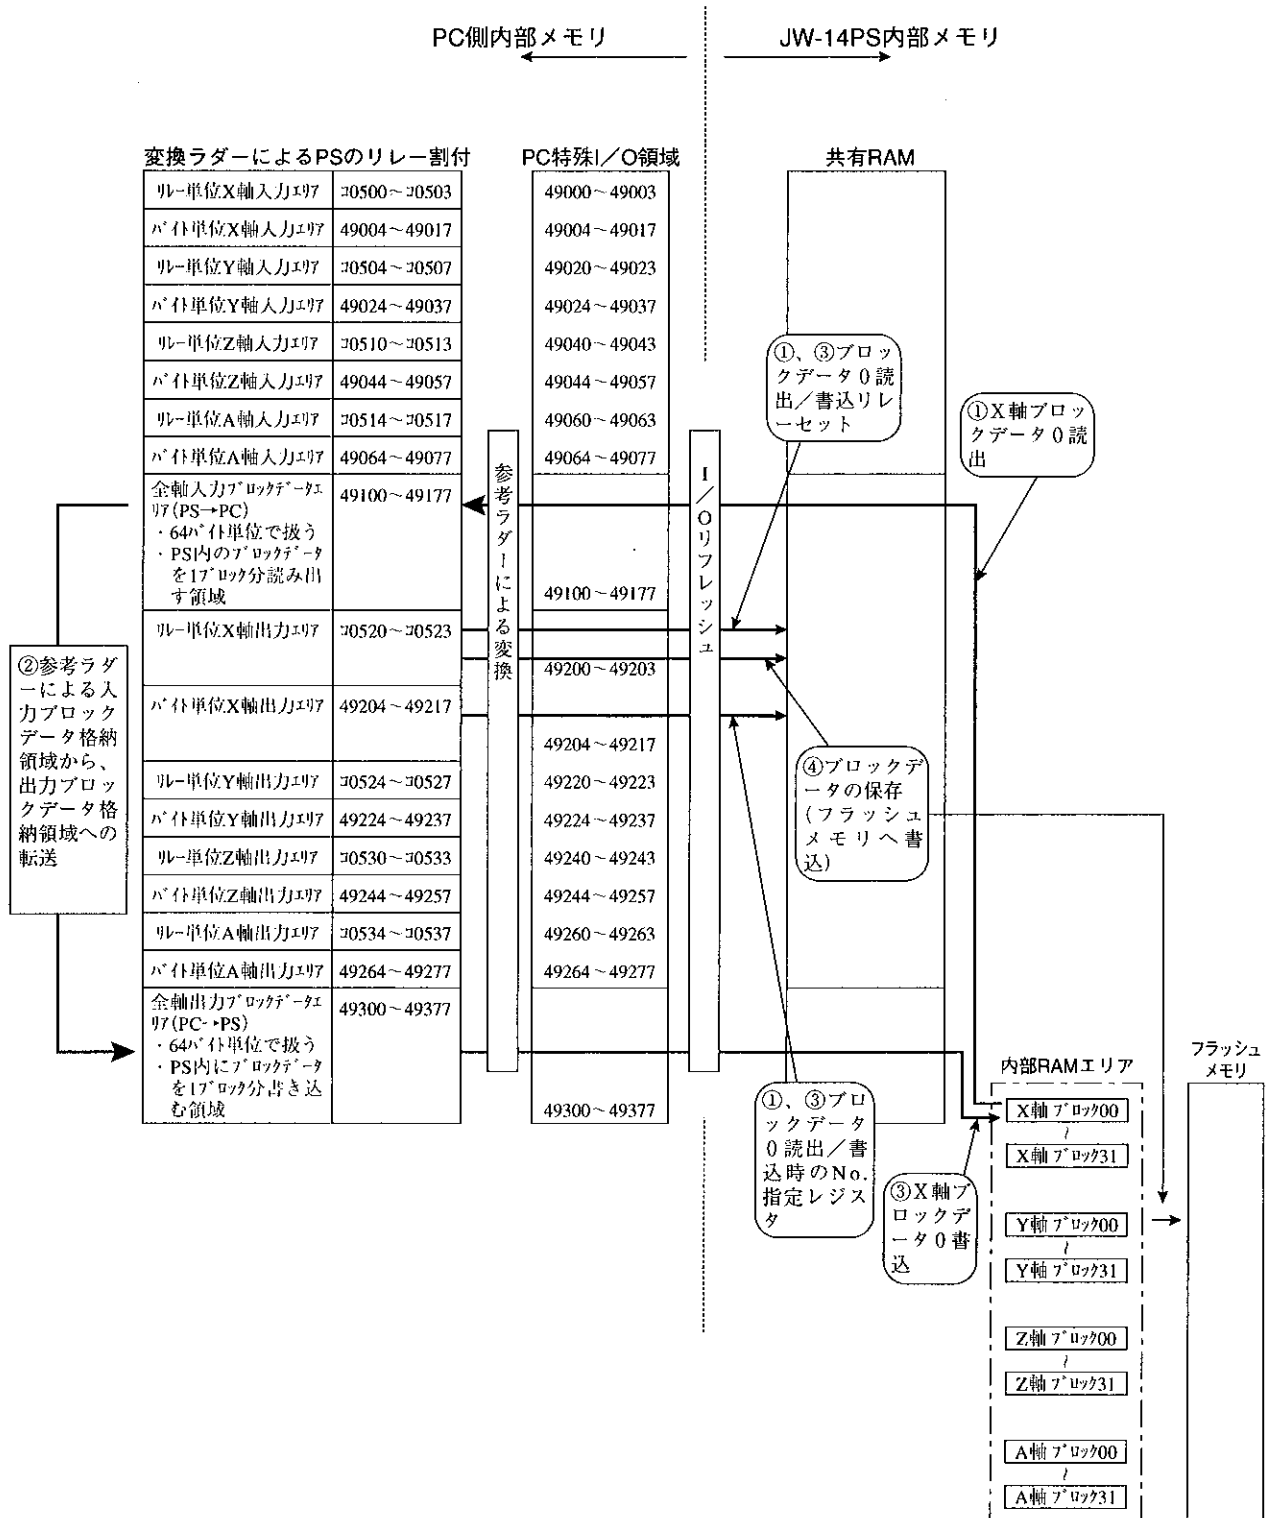 PC側内部メモリ
JW-14PS内部メモリ
変換ラダーによるPSのリレー割付
PC特殊I／O領域
共有RAM
リレー単位X軸入力エリア コ0500～コ0503 49000～49003
バイト単位X軸入力エリア 49004～49017 49004～49017
リレー単位Y軸入力エリア コ0504～コ0507 49020～49023
バイト単位Y軸入力エリア 49024～49037 49024～49037
リレー単位Z軸入力エリア コ0510～コ0513 49040～49043
バイト単位Z軸入力エリア 49044～49057 49044～49057
リレー単位A軸入力エリア コ0514～コ0517 49060～49063
バイト単位A軸入力エリア 49064～49077 49064～49077
全軸入力ブロックデータエ
リア(PS→PC)
・64バイト単位で扱う
・PS内のブロックデータ
を1ブロック分読み出
す領域
49100～49177
49100～49177
リレー単位X軸出力エリア コ0520～コ0523
49200～49203
バイト単位X軸出力エリア 49204～49217
49204～49217
リレー単位Y軸出力エリア コ0524～コ0527 49220～49223
バイト単位Y軸出力エリア 49224～49237 49224～49237
リレー単位Z軸出力エリア コ0530～コ0533 49240～49243
バイト単位Z軸出力エリア 49244～49257 49244～49257
リレー単位A軸出力エリア コ0534～コ0537 49260～49263
バイト単位A軸出力エリア 49264～49277 49264～49277
全軸出力ブロックデータエ
リア(PC→PS)
・64バイト単位で扱う
・PS内にブロックデータ
を1ブロック分書き込
む領域
49300～49377
49300～49377
参考ラダーによる変換
I／Oリフレッシュ
②参考ラダ
ーによる入
力ブロック
データ格納
領域から、
出力ブロッ
クデータ格
納領域への
転送
①、③ブロッ
クデータ0読
出／書込リレ
ーセット
①X軸ブロッ
クデータ0読
出
④ブロックデ
ータの保存
(フラッシュ
メモリへ書
込)
①、③ブロ
ックデータ
0読出／書
込時のNo.
指定レジス
タ
③X軸ブ
ロックデ
ータ0書
込
内部RAMエリア
X軸ブロック00
～
X軸ブロック31
Y軸ブロック00
～
Y軸ブロック31
Z軸ブロック00
～
Z軸ブロック31
A軸ブロック00
～
A軸ブロック31
フラッシュ
メモリ